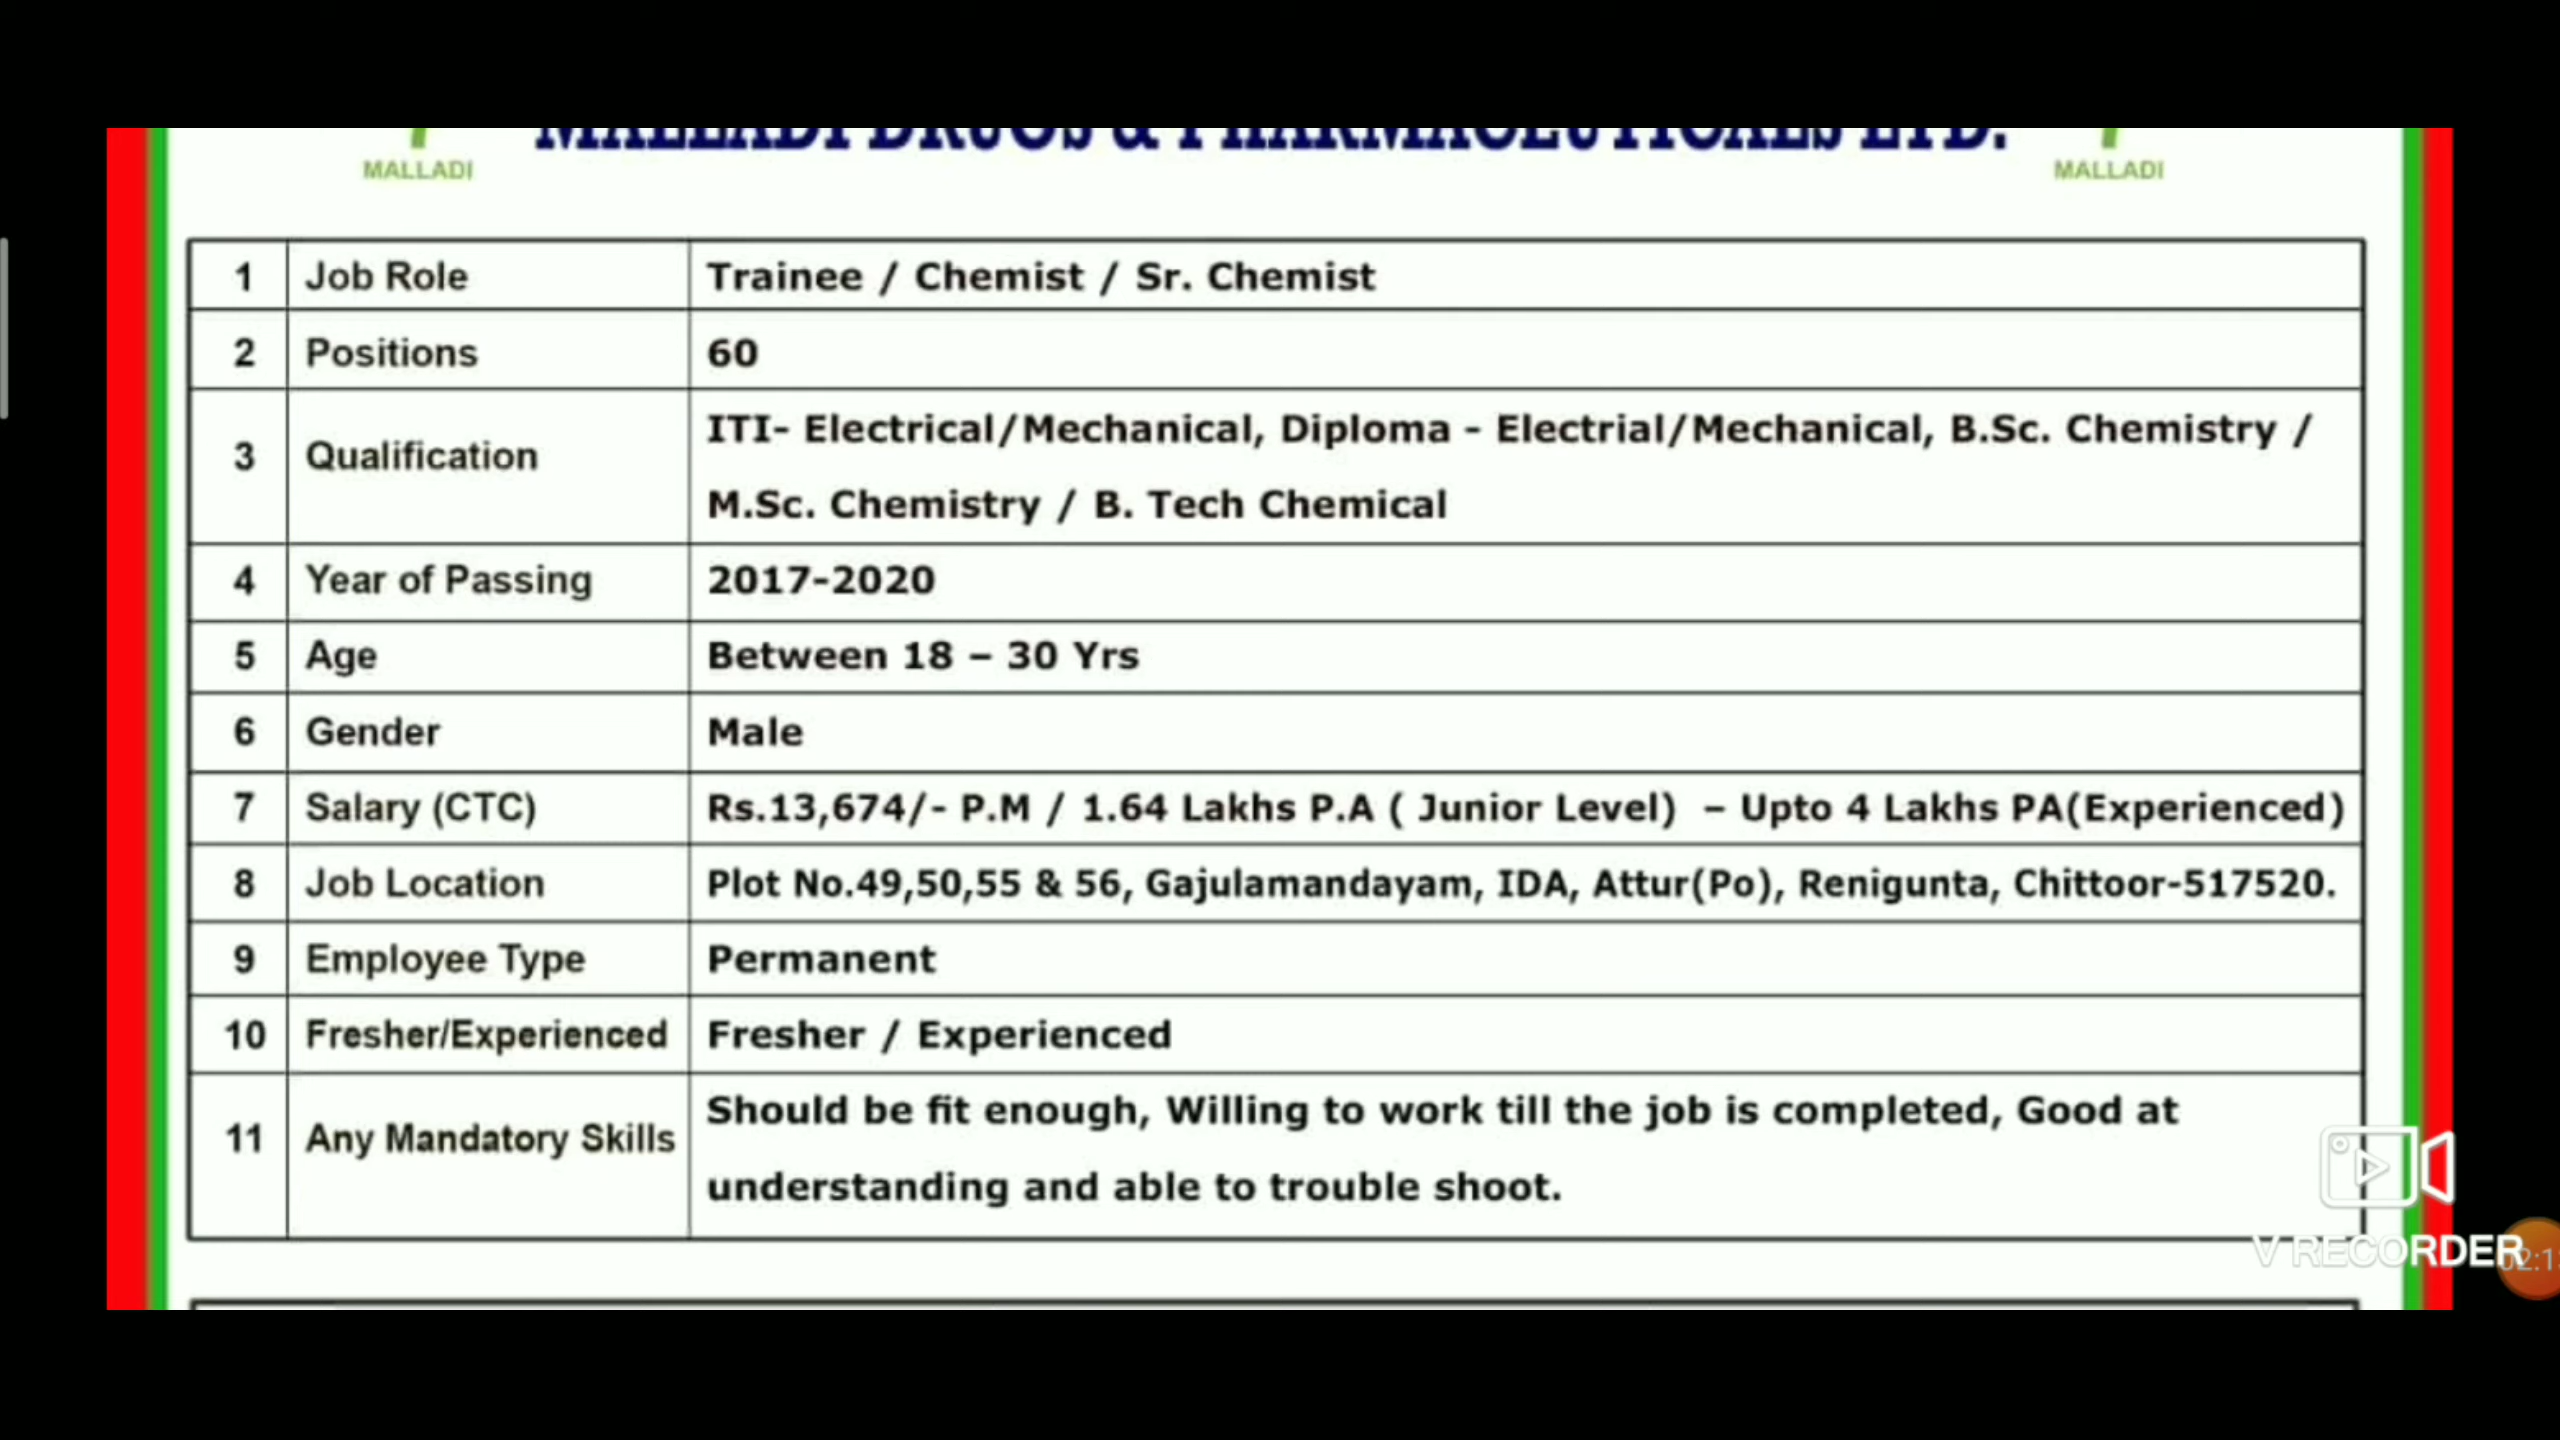 MALLADI DRUGS & PHARMACEUTICALS LTD.
MALLADI
MALLADI
1 Job Role Trainee / Chemist / Sr. Chemist
2 Positions 60
3 Qualification ITI- Electrical/Mechanical, Diploma - Electrial/Mechanical, B.Sc. Chemistry /
M.Sc. Chemistry / B. Tech Chemical
4 Year of Passing 2017-2020
5 Age Between 18 – 30 Yrs
6 Gender Male
7 Salary (CTC) Rs.13,674/- P.M / 1.64 Lakhs P.A ( Junior Level) – Upto 4 Lakhs PA(Experienced)
8 Job Location Plot No.49,50,55 & 56, Gajulamandayam, IDA, Attur(Po), Renigunta, Chittoor-517520.
9 Employee Type Permanent
10 Fresher/Experienced Fresher / Experienced
11 Any Mandatory Skills Should be fit enough, Willing to work till the job is completed, Good at
understanding and able to trouble shoot.
V RECORDER